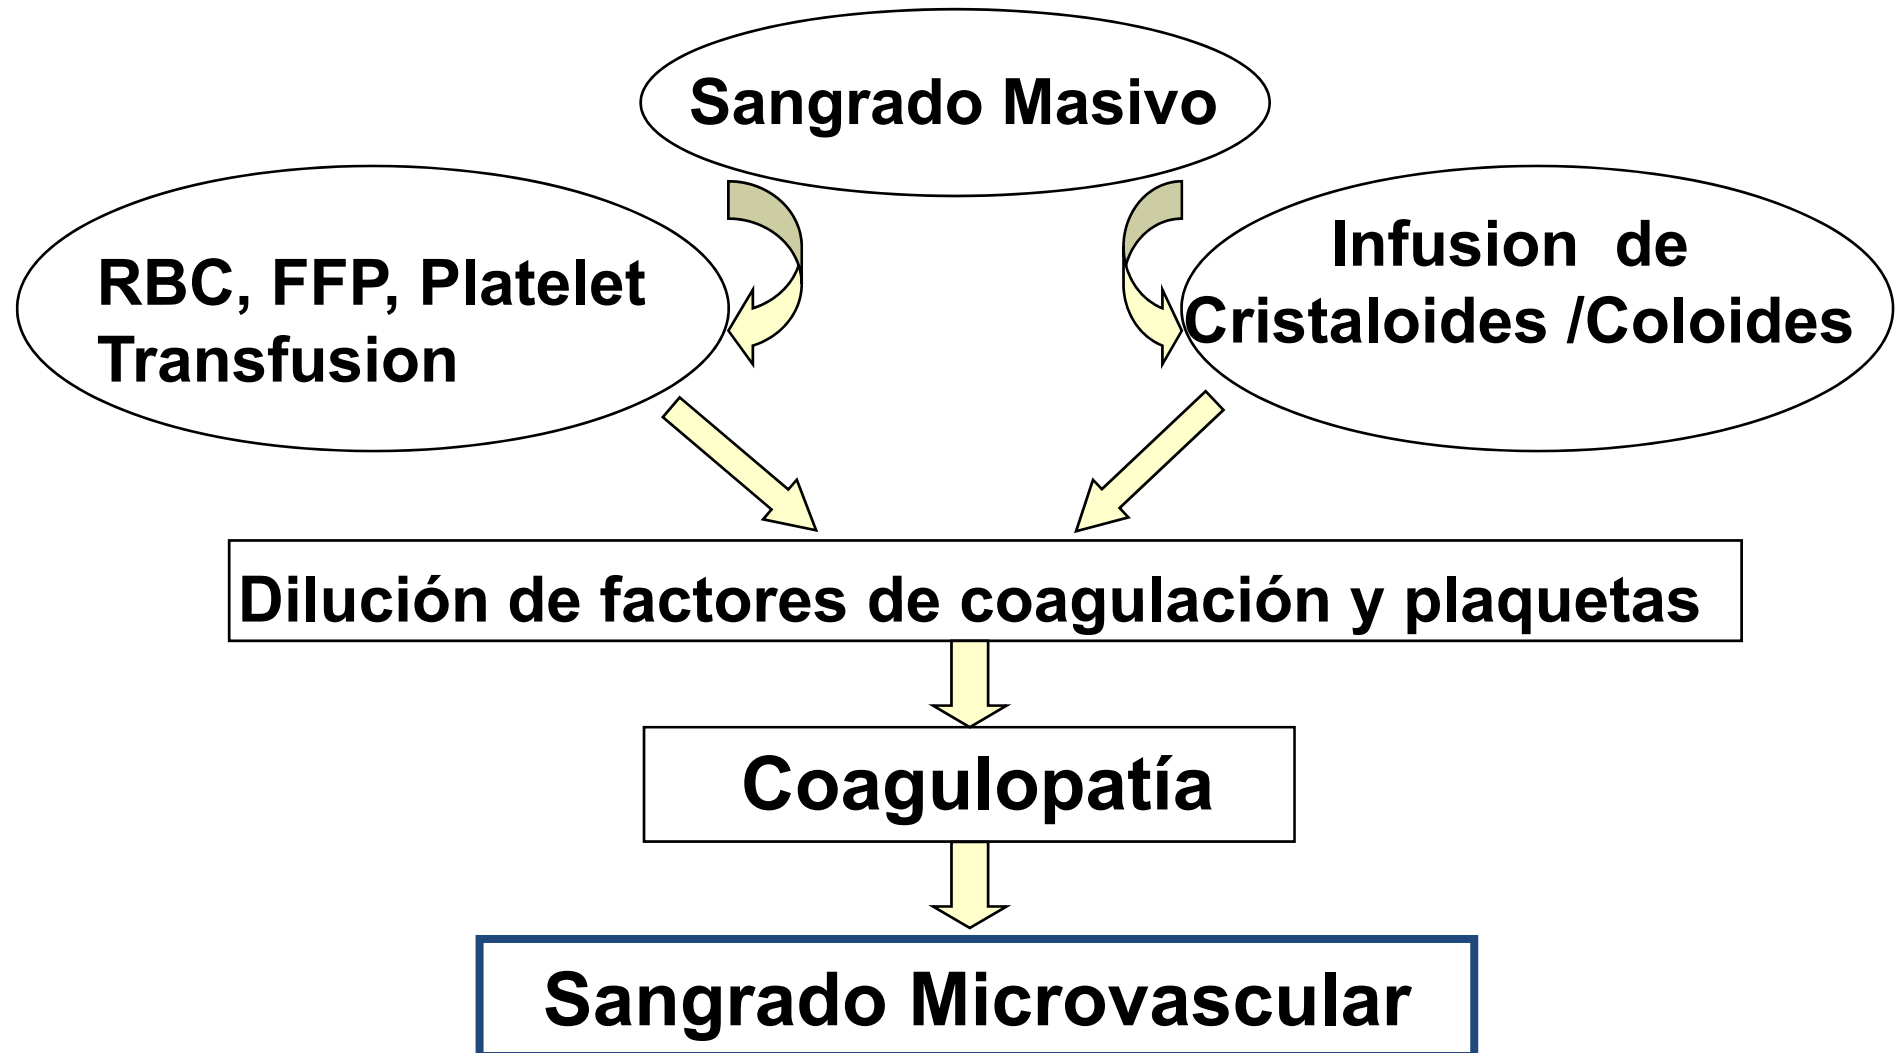 Sangrado Masivo
RBC, FFP, Platelet
Transfusion
Infusion de
Cristaloides /Coloides
Dilución de factores de coagulación y plaquetas
Coagulopatía
Sangrado Microvascular